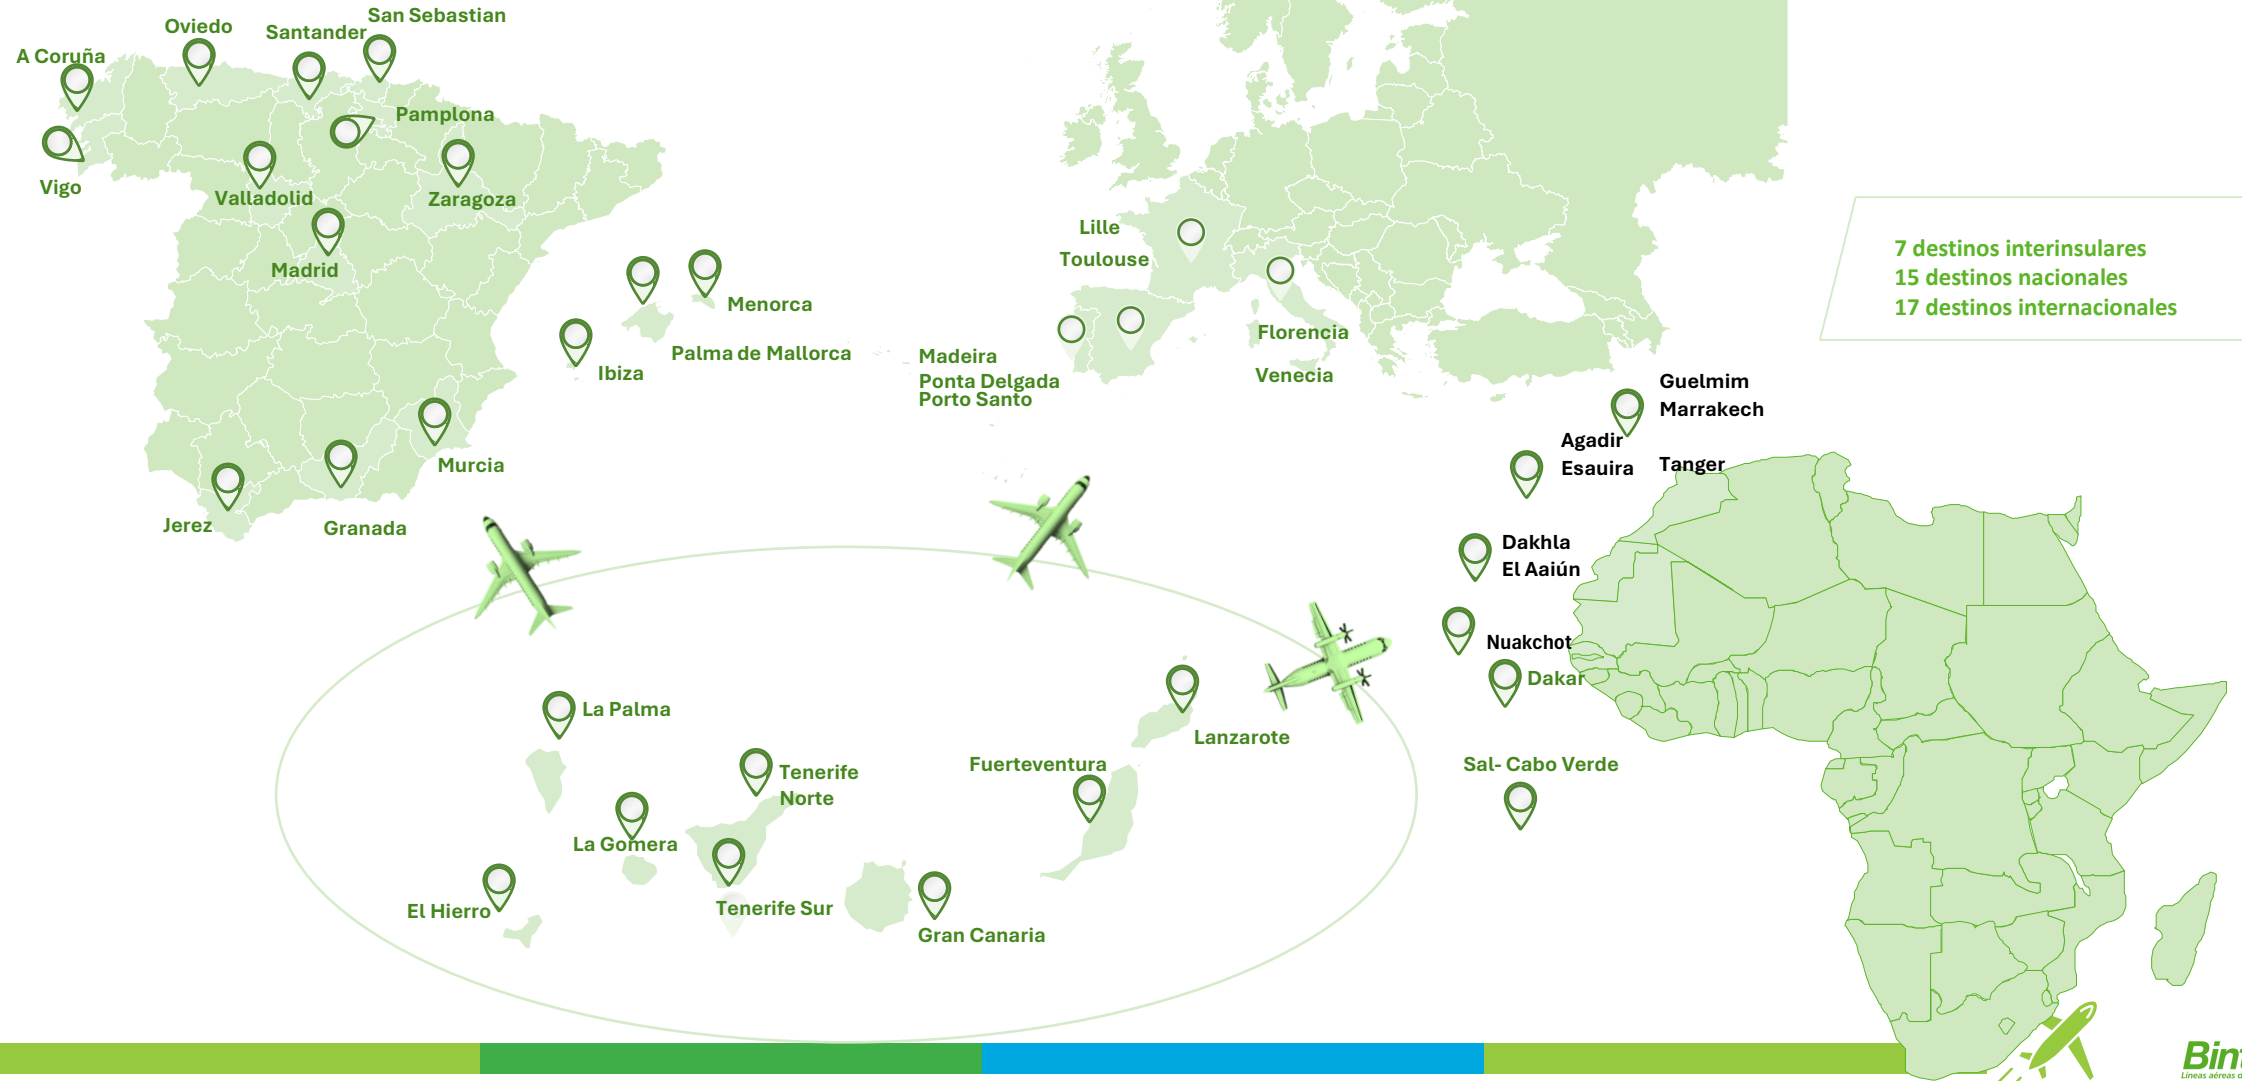 San Sebastian
Oviedo
Santander
A Coruña
Pamplona
Vigo
Valladolid
Zaragoza
Madrid
Menorca
Palma de Mallorca
Ibiza
Murcia
Jerez
Granada
Lille
Toulouse
Florencia
Venecia
Madeira
Ponta Delgada
Porto Santo
7 destinos interinsulares
15 destinos nacionales
17 destinos internacionales
Guelmim
Marrakech
Agadir
Esauira
Tanger
Dakhla
El Aaiún
Nuakchot
Dakar
Sal- Cabo Verde
La Palma
Tenerife
Norte
La Gomera
El Hierro
Tenerife Sur
Gran Canaria
Fuerteventura
Lanzarote
Líneas aéreas d